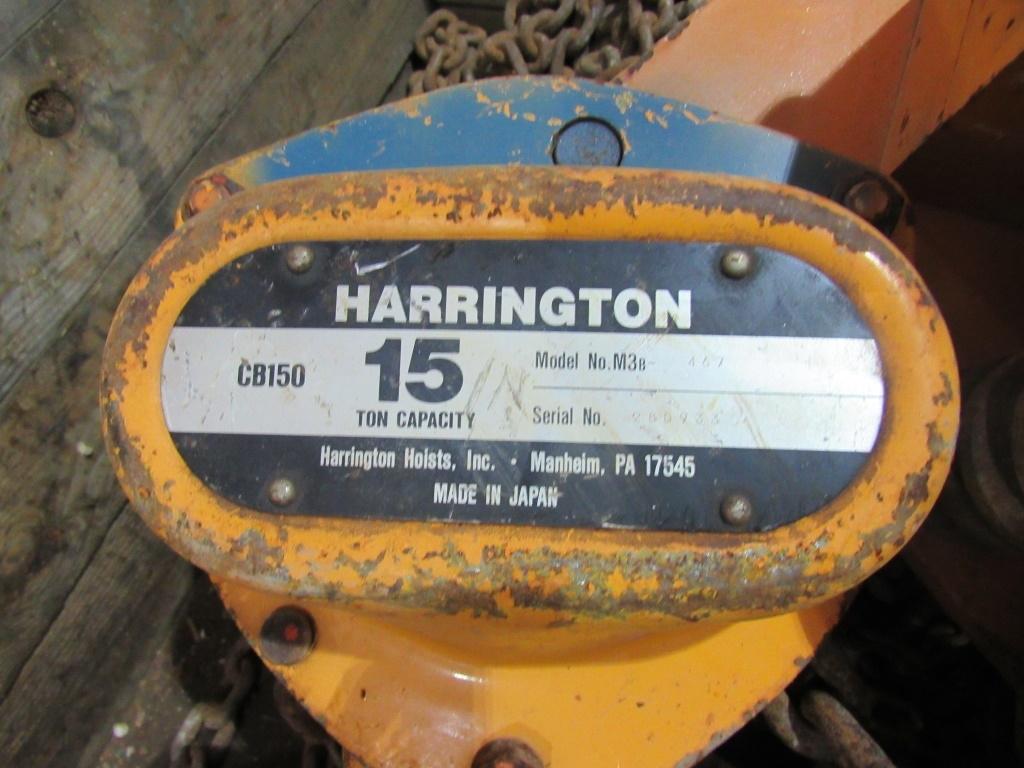 HARRINGTON
CB150
15
TON CAPACITY
Model No. M3B- 467
Serial No.
Harrington Hoists, Inc. • Manheim, PA 17545
MADE IN JAPAN